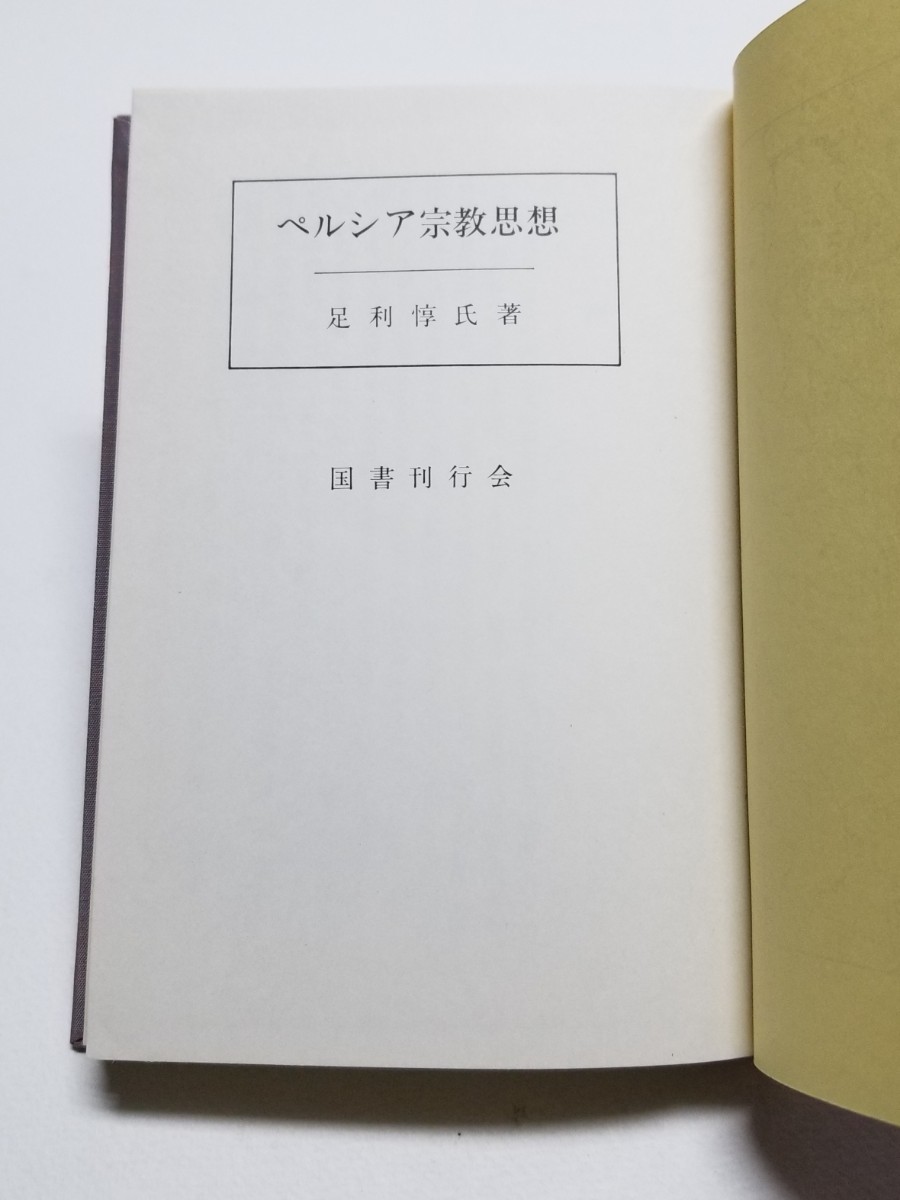 ペルシア宗教思想
足利惇氏著
国書刊行会